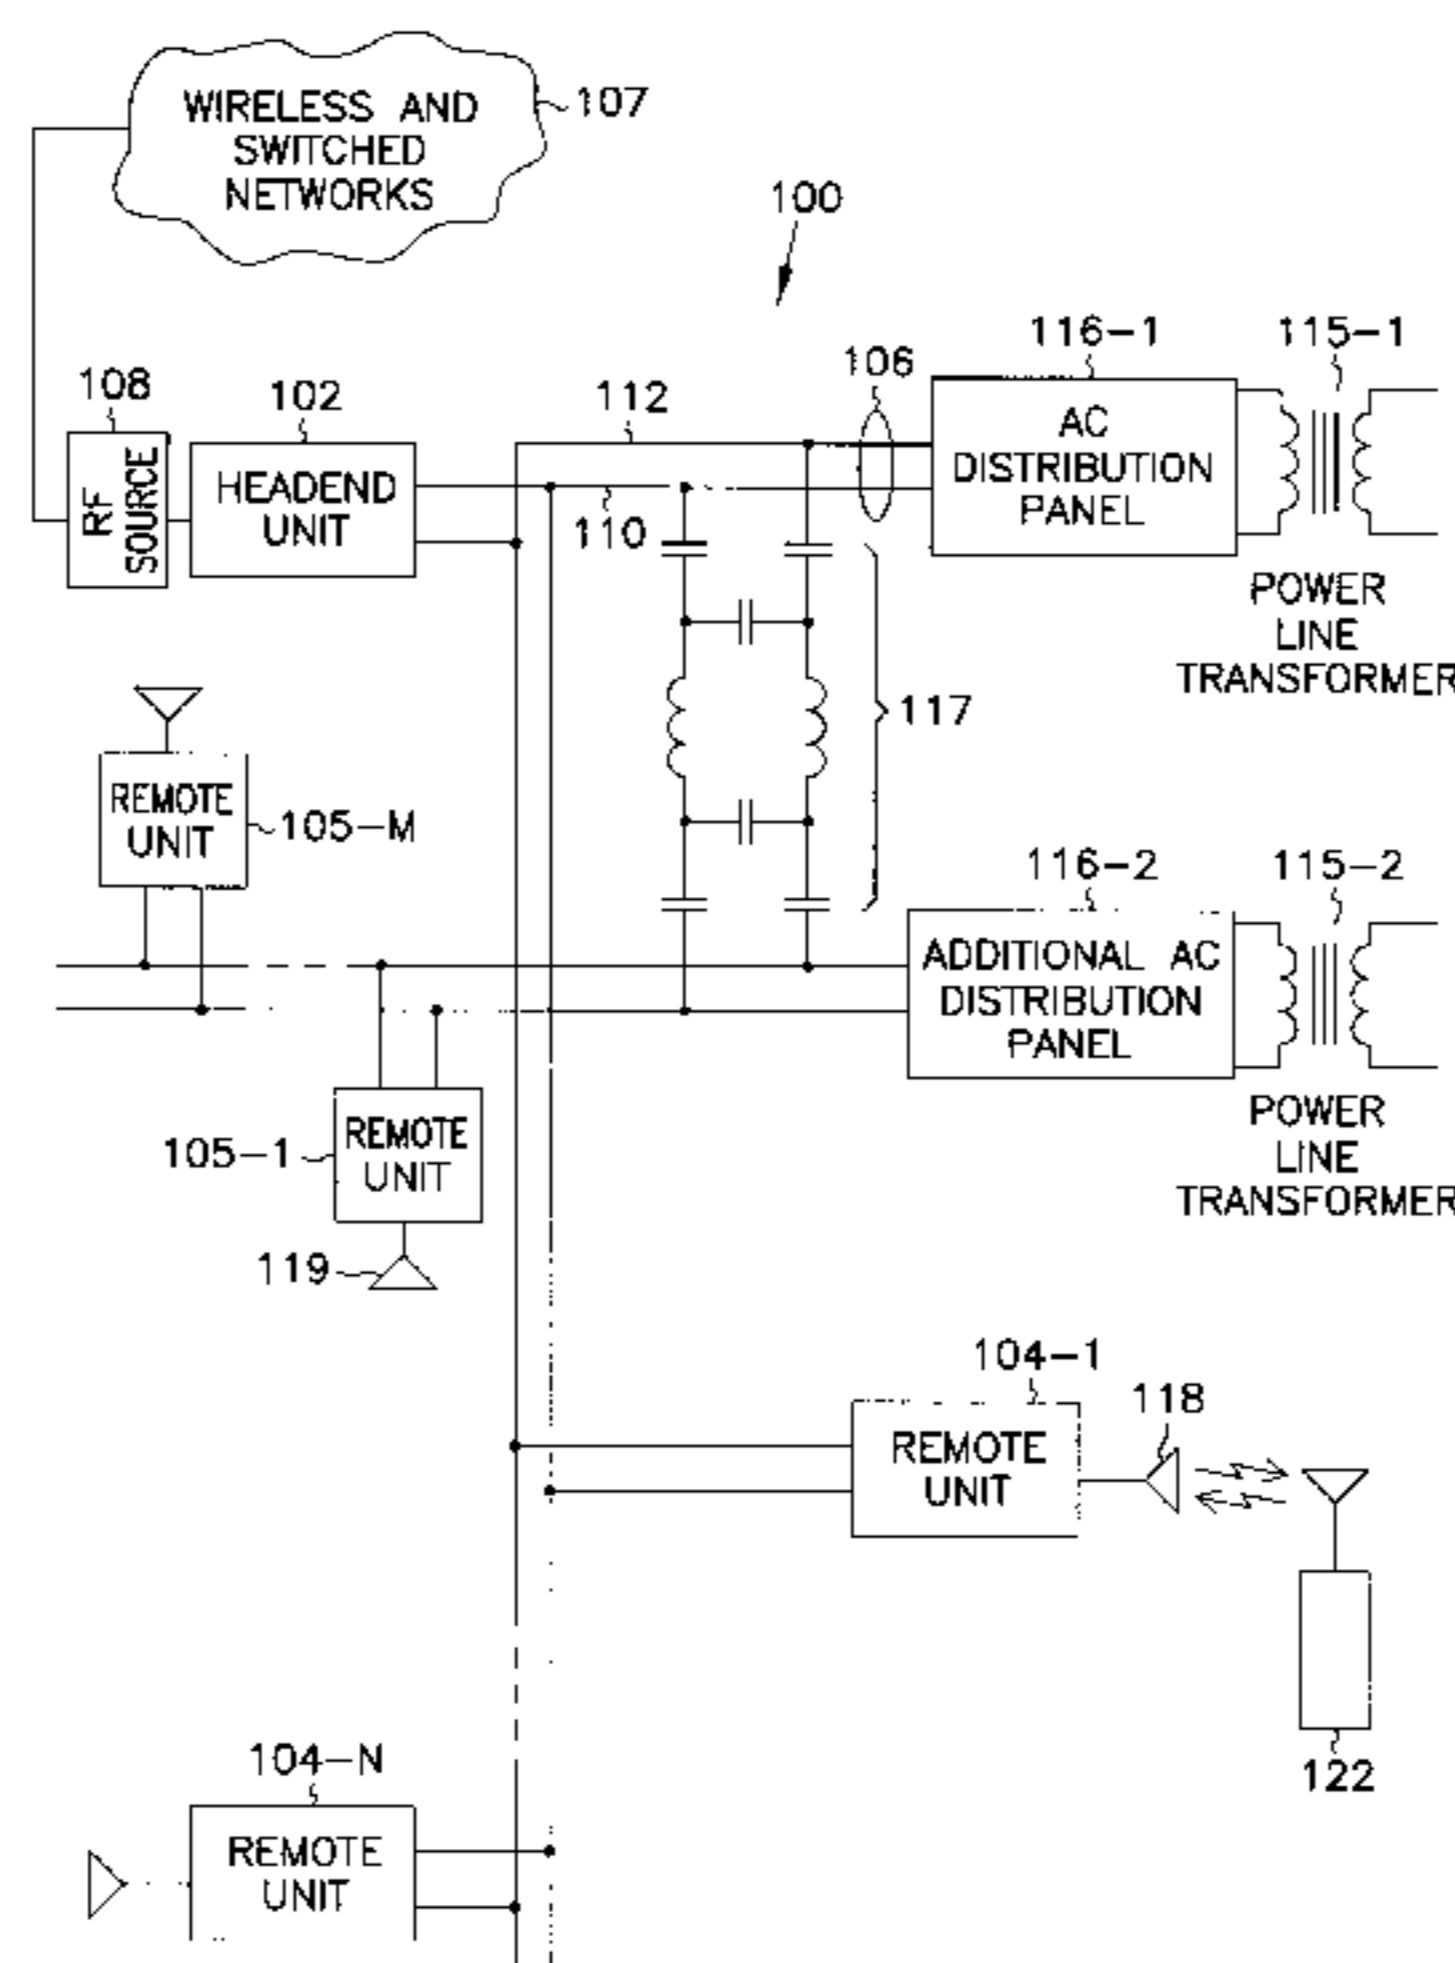 WIRELESS AND
SWITCHED
NETWORKS
107
100
116-1
115-1
106
108
102
112
RF
SOURCE
HEADEND
UNIT
AC
DISTRIBUTION
PANEL
110
POWER
LINE
TRANSFORMER
117
REMOTE
UNIT
105-M
116-2
115-2
ADDITIONAL AC
DISTRIBUTION
PANEL
105-1
REMOTE
UNIT
POWER
LINE
TRANSFORMER
119
104-1
118
REMOTE
UNIT
122
104-N
REMOTE
UNIT